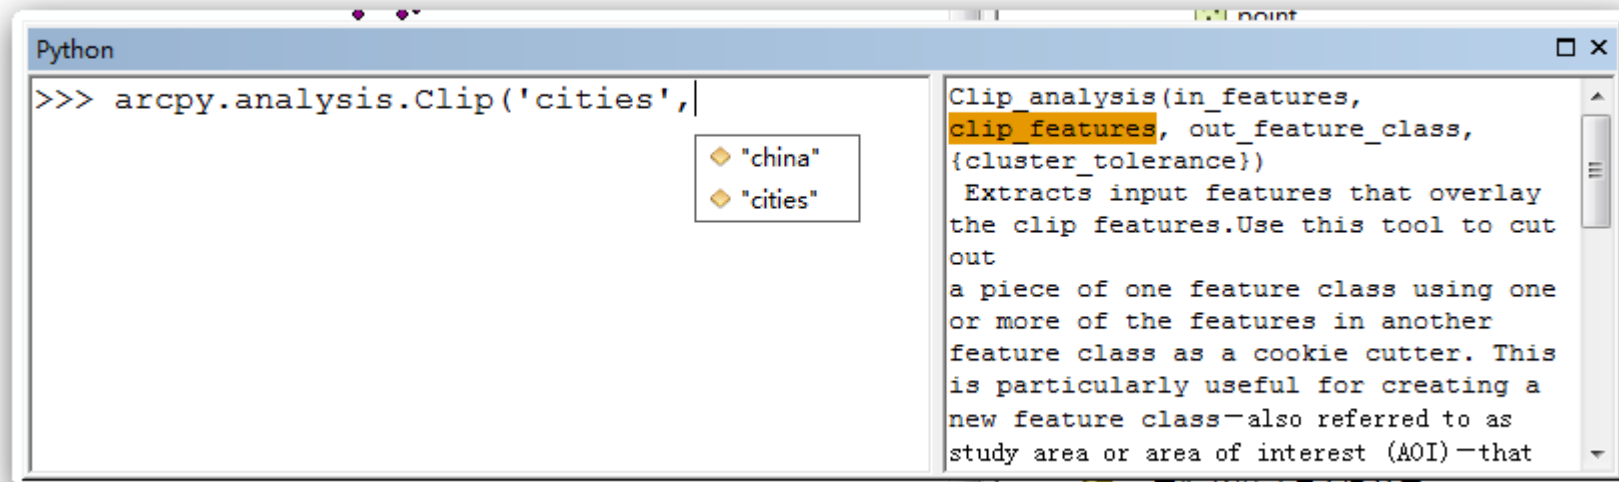 point
Python
>>> arcpy.analysis.Clip('cities',
"china"
"cities"
Clip_analysis(in_features,
clip_features, out_feature_class,
{cluster_tolerance})
Extracts input features that overlay
the clip features.Use this tool to cut
out
a piece of one feature class using one
or more of the features in another
feature class as a cookie cutter. This
is particularly useful for creating a
new feature class—also referred to as
study area or area of interest (AOI)—that